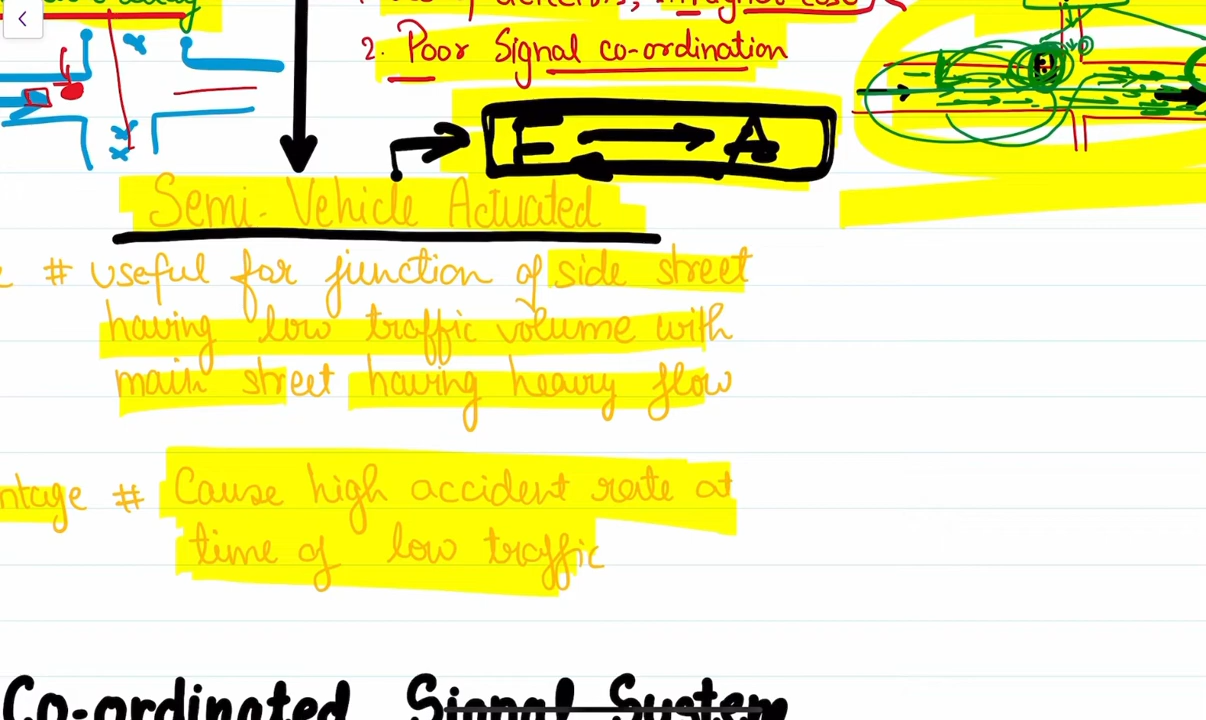 2. Poor Signal co-ordination
E A
Semi-Vehicle Actuated
# useful for junction of side street
having low traffic volume with
main street having heavy flow
ntage # Cause high accident rate at
time of low traffic
Co-ordinated Signal System